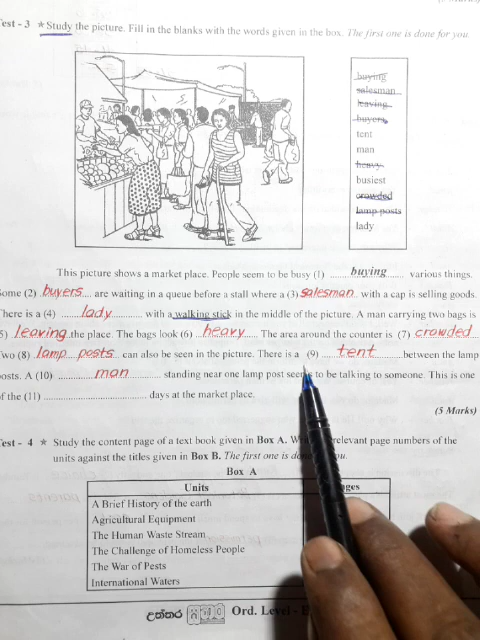 Test - 3 * Study the picture. Fill in the blanks with the words given in the box. The first one is done for you.
buying
salesman
leaving
buyers
tent
man
heavy
busiest
crowded
lamp posts
lady
This picture shows a market place. People seem to be busy (1) ...buying... various things.
Some (2) buyers are waiting in a queue before a stall where a (3) salesman with a cap is selling goods.
There is a (4) lady with a walking stick in the middle of the picture. A man carrying two bags is
5) leaving the place. The bags look (6) heavy. The area around the counter is (7) crowded
Two (8) lamp posts can also be seen in the picture. There is a (9) tent between the lamp
posts. A (10) man standing near one lamp post seems to be talking to someone. This is one
of the (11) ................ days at the market place.
(5 Marks)
Test - 4 * Study the content page of a text book given in Box A. relevant page numbers of the
units against the titles given in Box B. The first one is done you.
Box A
Units
A Brief History of the earth
Agricultural Equipment
The Human Waste Stream
The Challenge of Homeless People
The War of Pests
International Waters
උත්තර Ord. Level -